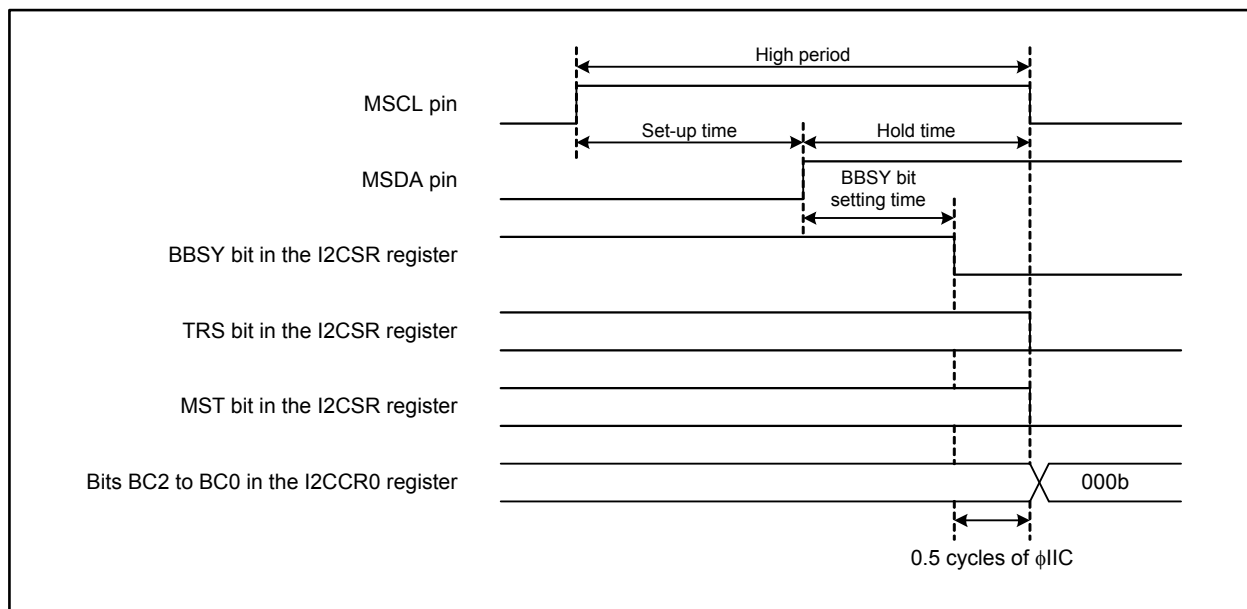 High period
MSCL pin
Set-up time
Hold time
MSDA pin
BBSY bit
setting time
BBSY bit in the I2CSR register
TRS bit in the I2CSR register
MST bit in the I2CSR register
Bits BC2 to BC0 in the I2CCR0 register
000b
0.5 cycles of ϕIIC